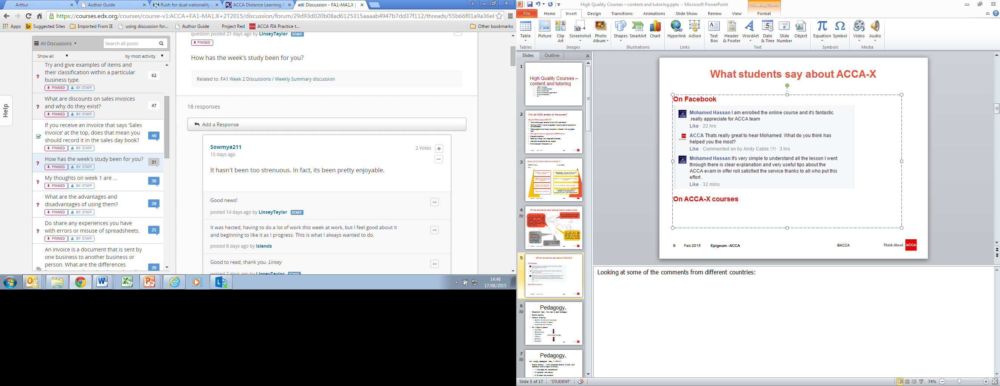 Arthur
Author Guide
Rush for dual-nationality
ACCA Distance Learning P
edX Discussion - FA1-MA1.X |
https://courses.edx.org/courses/course-v1:ACCA+FA1-MA1.X+2T2015/discussion/forum/29d93d020b08ad6125315aaaab4947b7dd37f112/threads/55b66f01a9a36e8
Apps
Suggested Sites
Imported From IE
using discussion for...
Author Guide
Project Red
ACCA FIA Practice t...
Other bookmarks
Help
All Discussions
Search all posts
Show all
by most activity
Try and give examples of items and
their classification within a particular
business type.
62
PINNED BY: STAFF
What are discounts on sales invoices
and why do they exist?
47
PINNED BY: STAFF
If you receive an invoice that says ‘Sales
invoice’ at the top, does that mean you
should record it in the sales day book?
40
PINNED BY: STAFF
How has the week’s study been for you?
31
PINNED BY: STAFF
My thoughts on week 1 are ...
30
PINNED BY: STAFF
What are the advantages and
disadvantages of using them?
28
PINNED BY: STAFF
Do share any experiences you have
with errors or misuse of spreadsheets.
25
PINNED BY: STAFF
An invoice is a document that is sent by
one business to another business or
person. What are the differences
20
question posted 21 days ago by LinseyTaylor STAFF
PINNED
How has the week’s study been for you?
Related to: FA1 Week 2 Discussions / Weekly Summary discussion
18 responses
Add a Response
Sowmya211
15 days ago
2 Votes
It hasn't been too strenuous. In fact, its been pretty enjoyable.
Good news!
posted 14 days ago by LinseyTaylor STAFF
It was hected, having to do a lot of work this week at work, but I feel good about it
and beginning to like it as I progress. This is what I always wanted to do.
posted 8 days ago by Islands
Good to read, thank you. Linsey
posted 7 days ago by LinseyTaylor STAFF
14:46
17/08/2015
High Quality Courses – content and tutoring.pptx - Microsoft PowerPoint
Drawing Tools
File Home Insert Design Transitions Animations Slide Show Review View Format
Table
Picture
Clip
Art
Screenshot
Photo
Album
Shapes
SmartArt
Chart
Hyperlink
Action
Text
Box
Header
& Footer
WordArt
Date
& Time
Slide
Number
Object
Equation
Symbol
Video
Audio
Tables
Images
Illustrations
Links
Text
Symbols
Media
Slides
Outline
1
High Quality Courses –
content and tutoring
2
Why did ACCA embark on this journey?
3
Does ACCA-X provide the solution?
4
What students said about learning provision
5
What students say about ACCA-X
On Facebook
On ACCA-X courses
6
Pedagogy.
7
Pedagogy.
What students say about ACCA-X
On Facebook
Mohamed Hassan I am enrolled the online course and it's fantastic
.really appreciate for ACCA team
Like · 22 hrs
ACCA Thats really great to hear Mohamed. What do you think has
helped you the most?
Like · Commented on by Andy Cable [?] · 3 hrs
Mohamed Hassan It's very simple to understand all the lesson I went
through there is clear explanation and very useful tips about the
ACCA exam in offer roll satisfied the service thanks to all who put this
effort .
Like · 32 mins
On ACCA-X courses
5
Feb 2015
Epigeum - ACCA
©ACCA
Think Ahead
ACCA
Looking at some of the comments from different countries:
Slide 5 of 17
"STUDENT"
74%